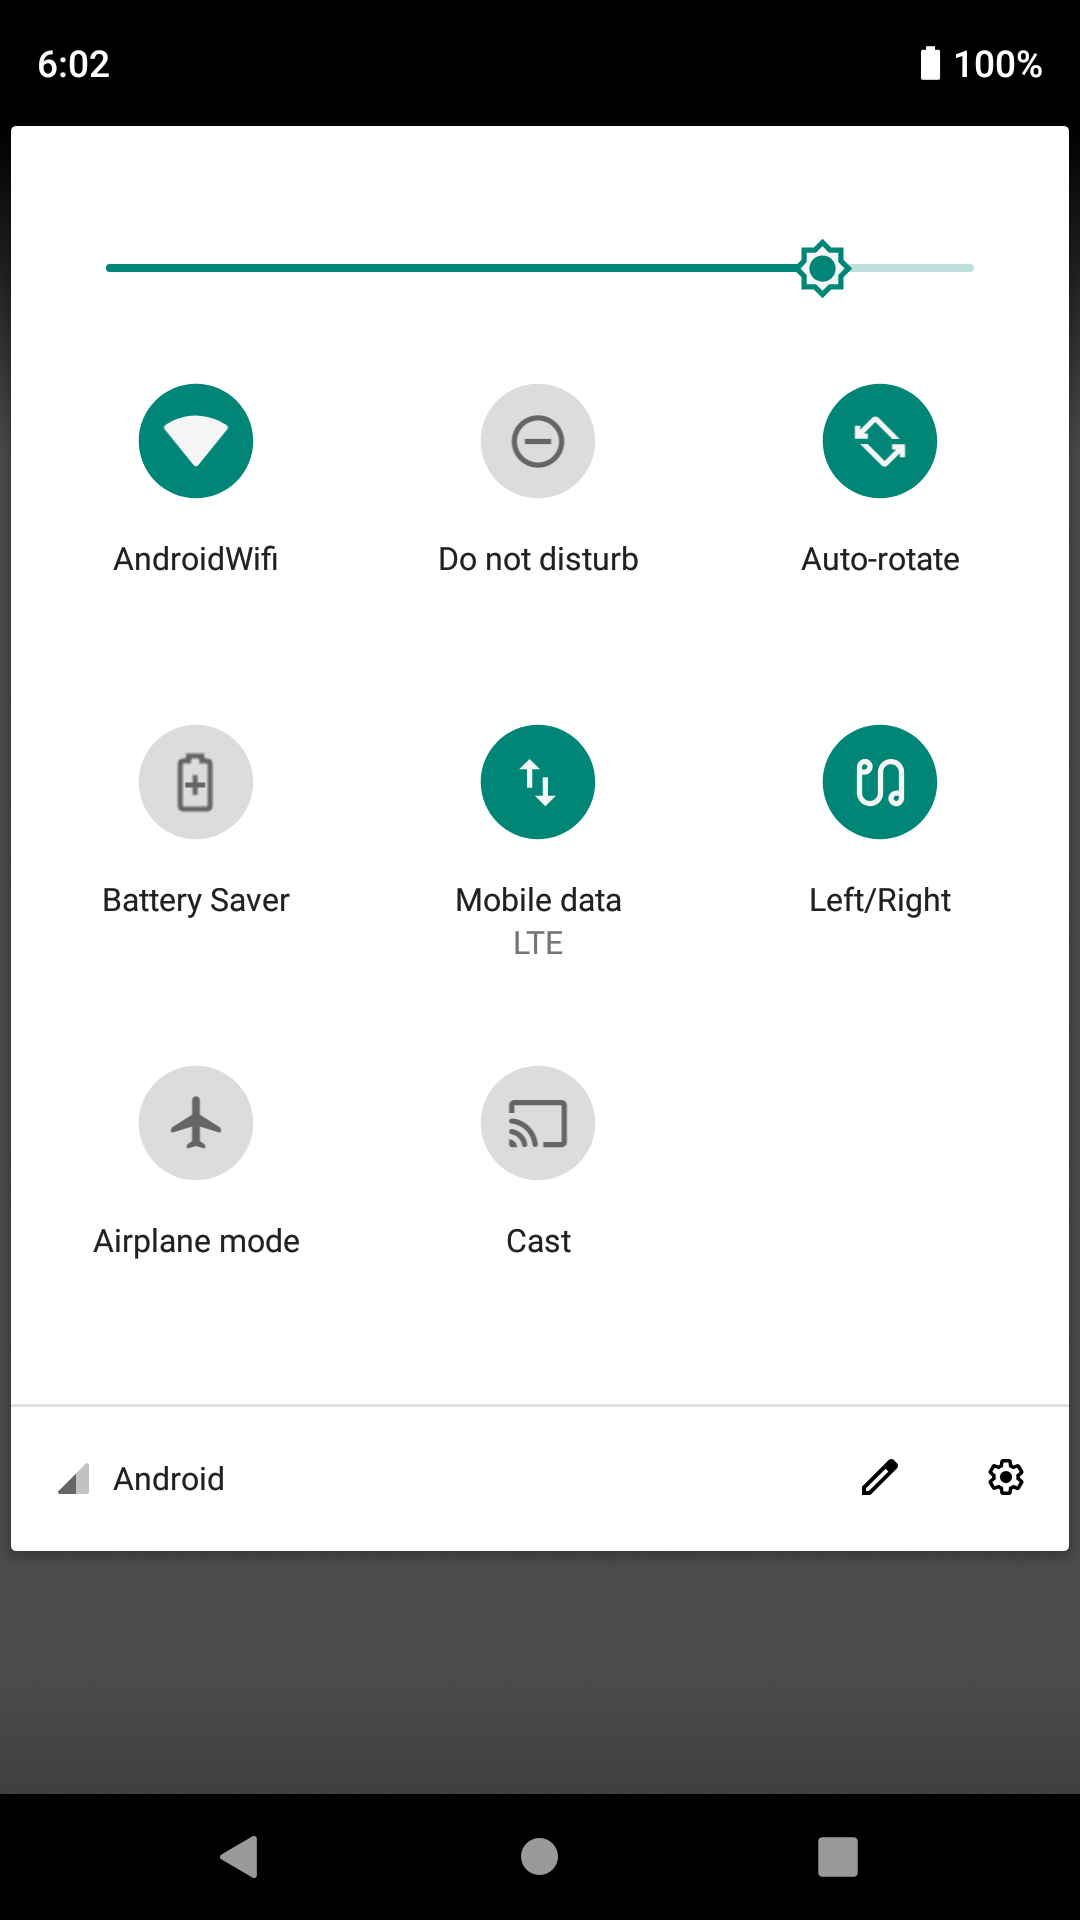 6:02
100%
AndroidWifi
Do not disturb
Auto-rotate
Battery Saver
Mobile data
LTE
Left/Right
Airplane mode
Cast
Android